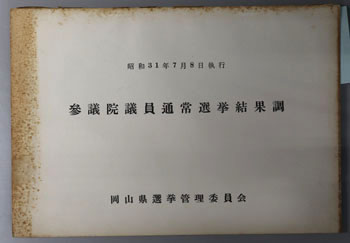 昭和31年7月8日執行
參議院議員通常選挙結果調
岡山県選挙管理委員会